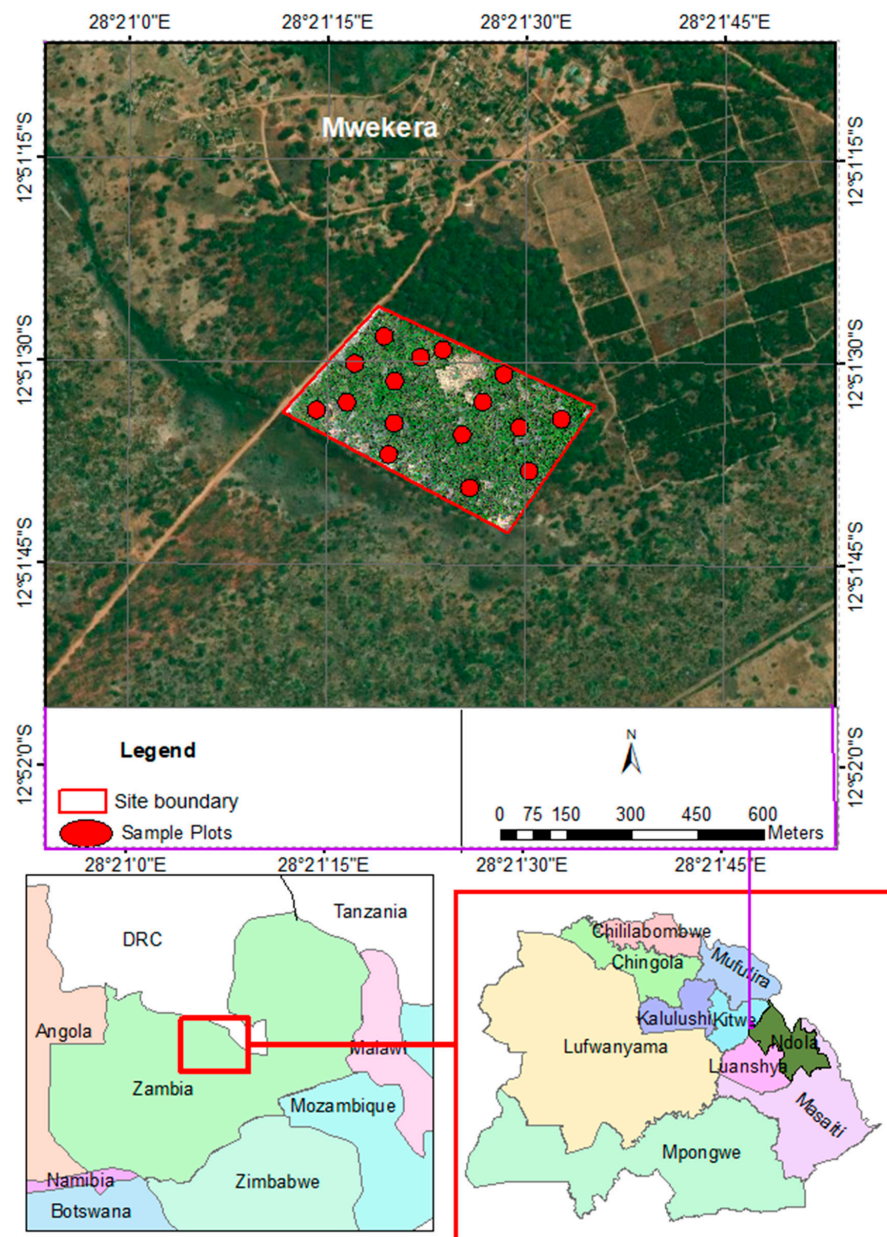 28°21'0"E 28°21'15"E 28°21'30"E 28°21'45"E
Mwekera
12°51'15"S 12°51'15"S
12°51'30"S 12°51'30"S
12°51'45"S 12°51'45"S
12°52'0"S 12°52'0"S
Legend
Site boundary
Sample Plots
N
0 75 150 300 450 600
Meters
28°21'0"E 28°21'15"E 28°21'30"E 28°21'45"E
Tanzania
DRC
Angola
Malawi
Zambia
Mozambique
Namibia
Zimbabwe
Botswana
Chililabombwe
Chingola
Mufulira
Kalulushi
Kitwe
Ndola
Lufwanyama
Luanshya
Masaiti
Mpongwe